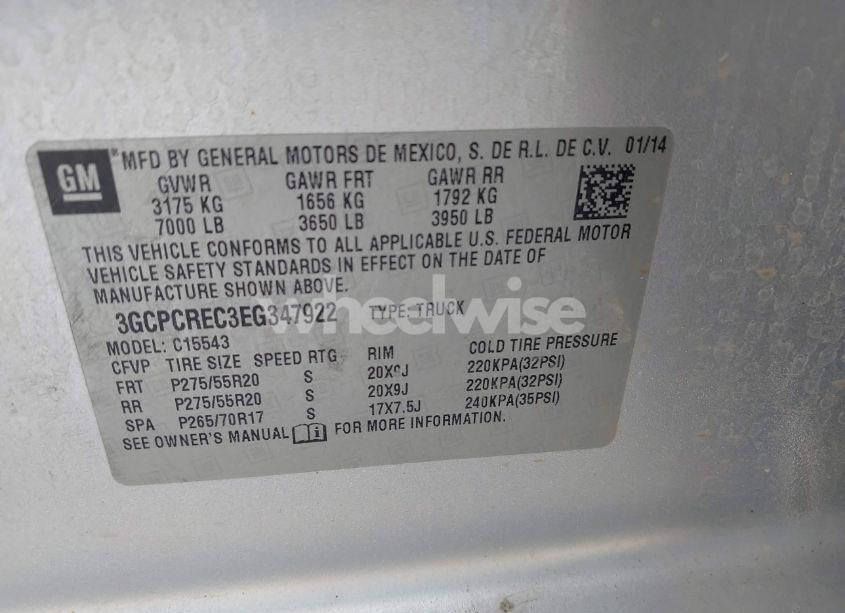 GM
MFD BY GENERAL MOTORS DE MEXICO, S. DE R.L. DE C.V. 01/14
GVWR GAWR FRT GAWR RR
3175 KG 1656 KG 1792 KG
7000 LB 3650 LB 3950 LB
THIS VEHICLE CONFORMS TO ALL APPLICABLE U.S. FEDERAL MOTOR
VEHICLE SAFETY STANDARDS IN EFFECT ON THE DATE OF
MANUFACTURE SHOWN ABOVE.
3GCPCREC3EG347922 TYPE: TRUCK
wheelwise
MODEL: C15543
CFVP TIRE SIZE SPEED RTG RIM COLD TIRE PRESSURE
FRT P275/55R20 S 20X9J 220KPA(32PSI)
RR P275/55R20 S 20X9J 220KPA(32PSI)
SPA P265/70R17 S 17X7.5J 240KPA(35PSI)
SEE OWNER'S MANUAL FOR MORE INFORMATION.